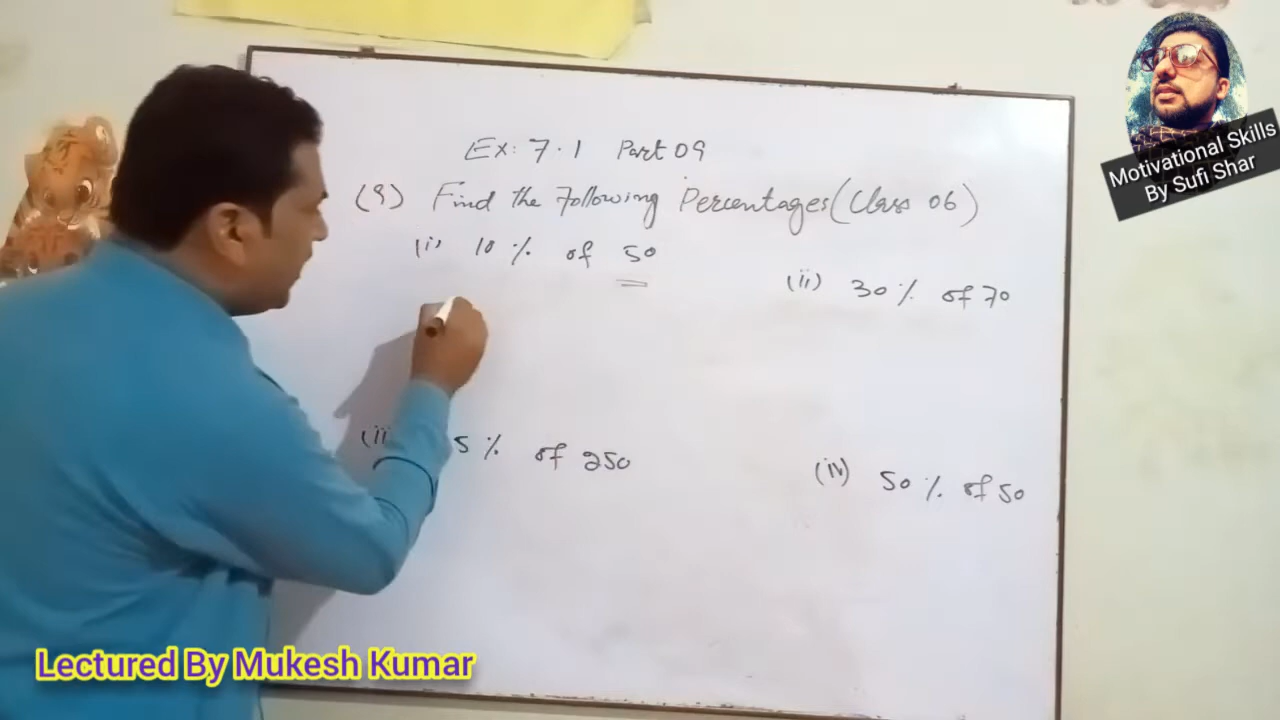 Ex: 7.1 Part 09
(9) Find the Following Percentages (Class 06)
(i) 10% of 50
(ii) 30% of 70
5% of 250
(iv) 50% of 50
Motivational Skills
By Sufi Shar
Lectured By Mukesh Kumar